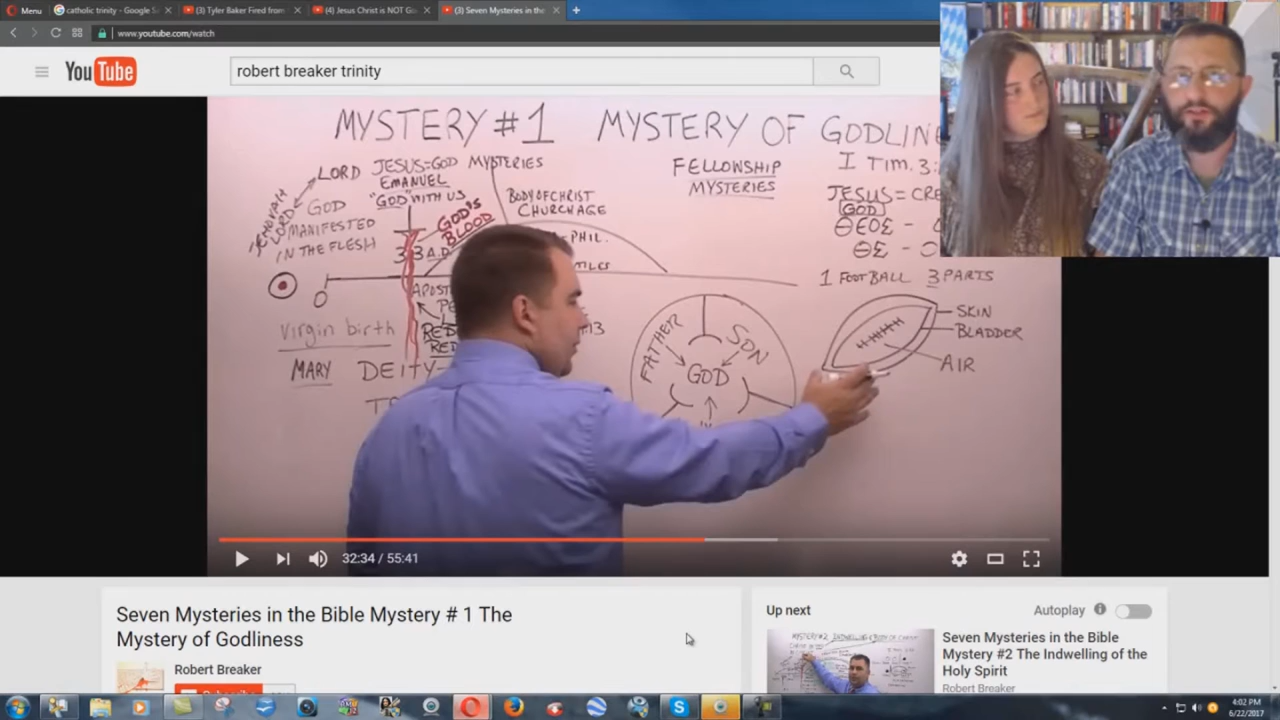 Menu
catholic trinity - Google S
(3) Tyler Baker Fired from
(4) Jesus Christ is NOT Go
(3) Seven Mysteries in the
www.youtube.com/watch
YouTube
robert breaker trinity
MYSTERY #1 MYSTERY OF GODLIN
LORD
JESUS=GOD
MYSTERIES
EMANUEL
"GOD" WITH US
JEHOVAH
LORD
GOD
MANIFESTED
IN THE FLESH
GOD'S
BLOOD
33 A.D.
BODY OF CHRIST
CHURCH AGE
PHIL.
FELLOWSHIP
MYSTERIES
I TIM. 3:
JESUS = CRE
GOD
ΘΕΟΣ -
ΘΣ - O
1 FOOTBALL 3 PARTS
SKIN
BLADDER
AIR
0
APOST
virgin birth
MARY
DEITY
FATHER
SON
GOD
32:34 / 55:41
Seven Mysteries in the Bible Mystery # 1 The
Mystery of Godliness
Robert Breaker
Up next
Autoplay
Seven Mysteries in the Bible
Mystery #2 The Indwelling of the
Holy Spirit
Robert Breaker
4:02 PM
6/22/2017